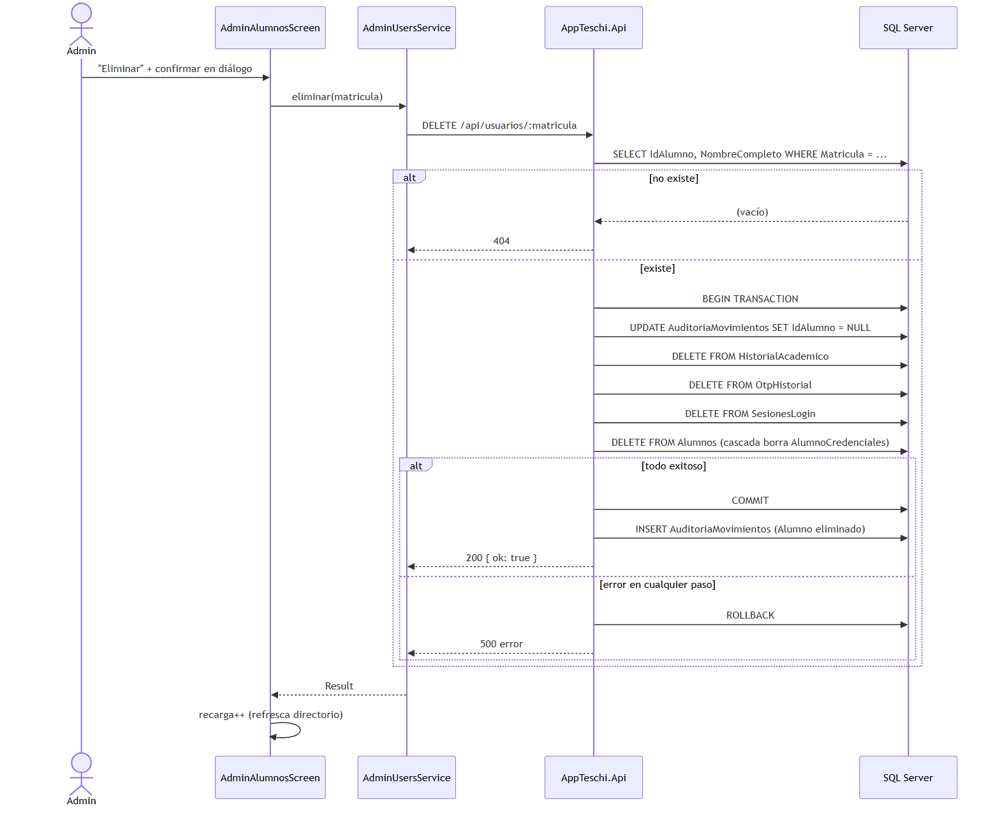 Admin
AdminAlumnosScreen
AdminUsersService
AppTeschi.Api
SQL Server
"Eliminar" + confirmar en diálogo
eliminar(matricula)
DELETE /api/usuarios/:matricula
SELECT IdAlumno, NombreCompleto WHERE Matricula = ...
alt
[no existe]
(vacío)
404
[existe]
BEGIN TRANSACTION
UPDATE AuditoriaMovimientos SET IdAlumno = NULL
DELETE FROM HistorialAcademico
DELETE FROM OtpHistorial
DELETE FROM SesionesLogin
DELETE FROM Alumnos (cascada borra AlumnoCredenciales)
alt
[todo exitoso]
COMMIT
INSERT AuditoriaMovimientos (Alumno eliminado)
200 { ok: true }
[error en cualquier paso]
ROLLBACK
500 error
Result
recarga++ (refresca directorio)
Admin
AdminAlumnosScreen
AdminUsersService
AppTeschi.Api
SQL Server